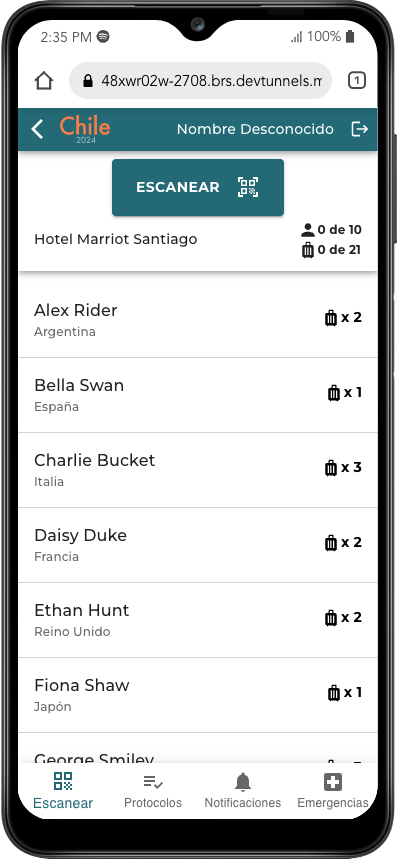 2:35 PM
100%
48xwr02w-2708.brs.devtunnels.m
1
Chile
2024
Nombre Desconocido
ESCANEAR
Hotel Marriot Santiago
0 de 10
0 de 21
Alex Rider
x 2
Argentina
Bella Swan
x 1
España
Charlie Bucket
x 3
Italia
Daisy Duke
x 2
Francia
Ethan Hunt
x 2
Reino Unido
Fiona Shaw
x 1
Japón
George Smiley
Escanear
Protocolos
Notificaciones
Emergencias